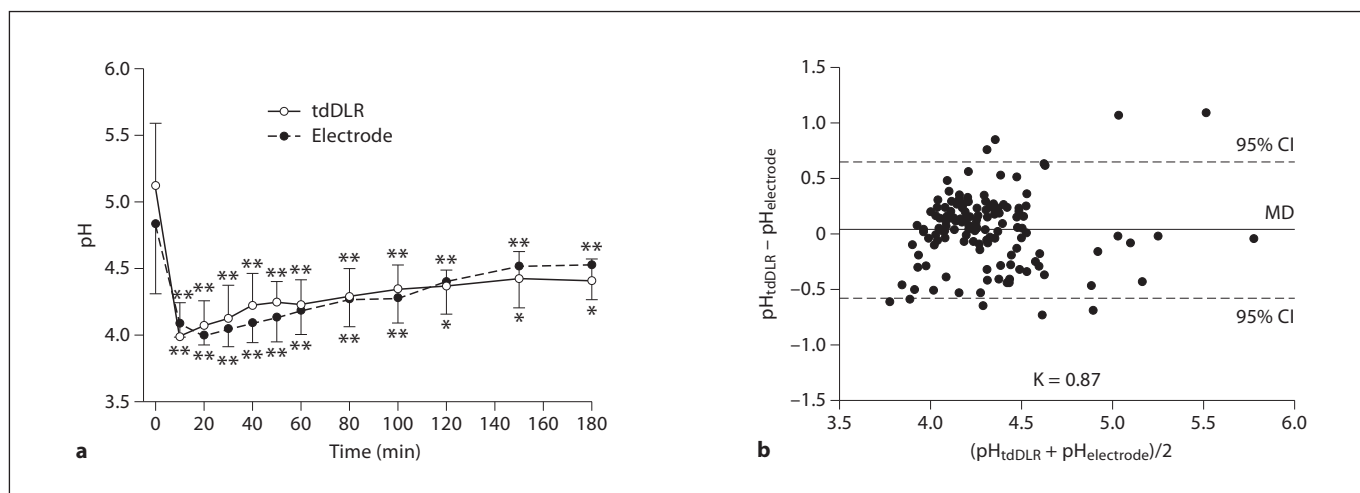 6.0
5.5
5.0
4.5
4.0
3.5
pH
tdDLR
Electrode
** ** ** ** ** ** ** ** ** ** **
** ** ** ** ** ** ** ** * * *
0 20 40 60 80 100 120 140 160 180
Time (min)
a
1.5
1.0
0.5
0
−0.5
−1.0
−1.5
pHtdDLR – pHelectrode
95% CI
MD
95% CI
K = 0.87
3.5 4.0 4.5 5.0 5.5 6.0
(pHtdDLR + pHelectrode)/2
b